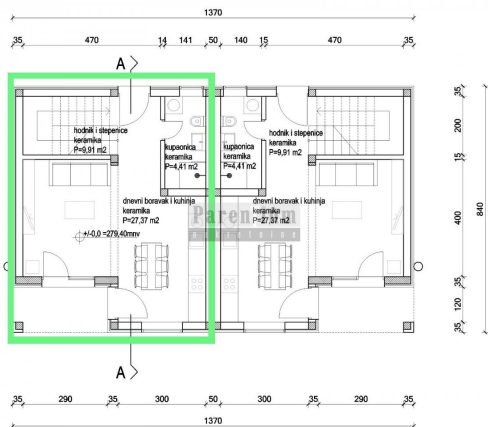 1370
35 470 14 141 50 140 15 470 35
A
35
200
15
400
35
120
35
840
hodnik i stepenice
keramika
P=9,91 m2
kupaonica
keramika
P=4,41 m2
kupaonica
keramika
P=4,41 m2
hodnik i stepenice
keramika
P=9,91 m2
dnevni boravak i kuhinja
keramika
P=27,37 m2
dnevni boravak i kuhinja
keramika
P=27,37 m2
+/-0,0 =279,40mnv
A
35 290 35 300 50 300 35 290 35
1370